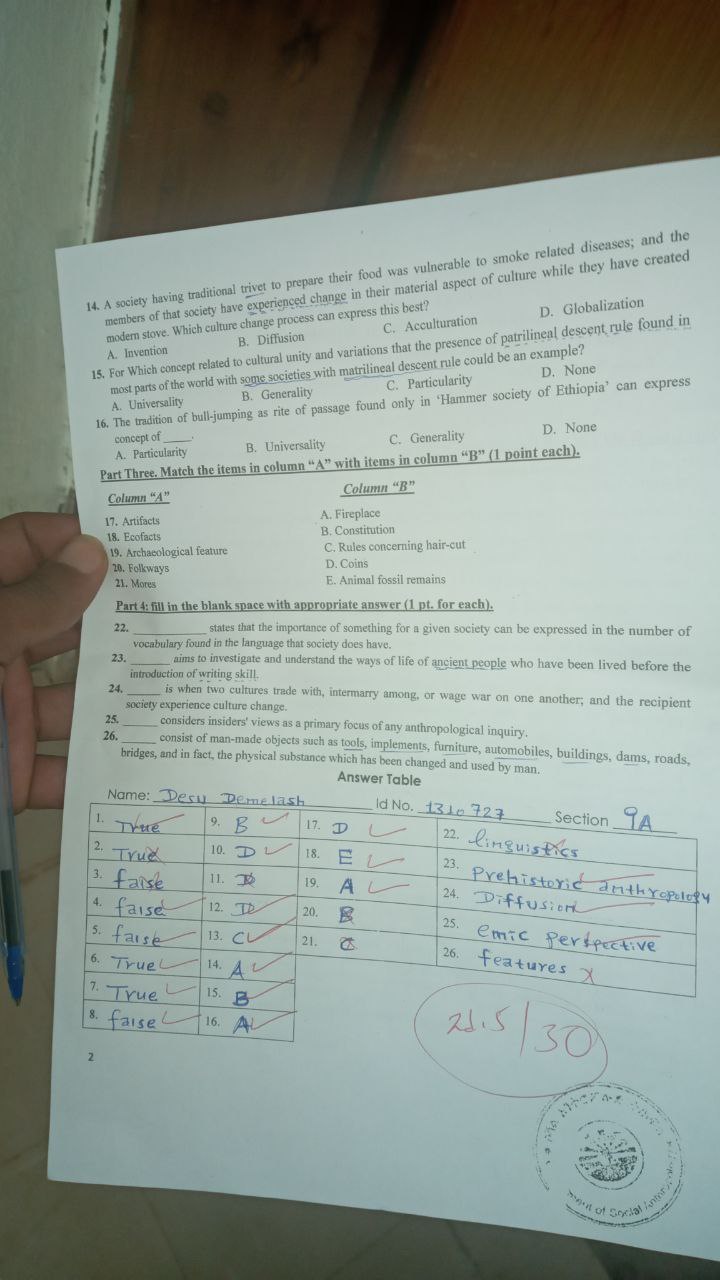 14. A society having traditional trivet to prepare their food was vulnerable to smoke related diseases; and the
members of that society have experienced change in their material aspect of culture while they have created
modern stove. Which culture change process can express this best?
A. Invention B. Diffusion C. Acculturation D. Globalization
15. For Which concept related to cultural unity and variations that the presence of patrilineal descent rule found in
most parts of the world with some societies with matrilineal descent rule could be an example?
A. Universality B. Generality C. Particularity D. None
16. The tradition of bull-jumping as rite of passage found only in ‘Hammer society of Ethiopia’ can express
concept of _____.
A. Particularity B. Universality C. Generality D. None
Part Three. Match the items in column “A” with items in column “B” (1 point each).
Column “A” Column “B”
17. Artifacts A. Fireplace
18. Ecofacts B. Constitution
19. Archaeological feature C. Rules concerning hair-cut
20. Folkways D. Coins
21. Mores E. Animal fossil remains
Part 4: fill in the blank space with appropriate answer (1 pt. for each).
22. __________ states that the importance of something for a given society can be expressed in the number of
vocabulary found in the language that society does have.
23. ______ aims to investigate and understand the ways of life of ancient people who have been lived before the
introduction of writing skill.
24. _____ is when two cultures trade with, intermarry among, or wage war on one another; and the recipient
society experience culture change.
25. _____ considers insiders' views as a primary focus of any anthropological inquiry.
26. _____ consist of man-made objects such as tools, implements, furniture, automobiles, buildings, dams, roads,
bridges, and in fact, the physical substance which has been changed and used by man.
Answer Table
Name: Desu Demelash Id No. 1310727 Section 9A
1. True 9. B 17. D 22. linguistics
2. True 10. D 18. E 23. Prehistoric anthropology
3. false 11. 19. A 24. Diffusion
4. false 12. D 20. B 25. emic perspective
5. false 13. C 21. C 26. features
6. True 14. A
7. True 15. B
8. false 16. A
21.5/30
2
ment of Social